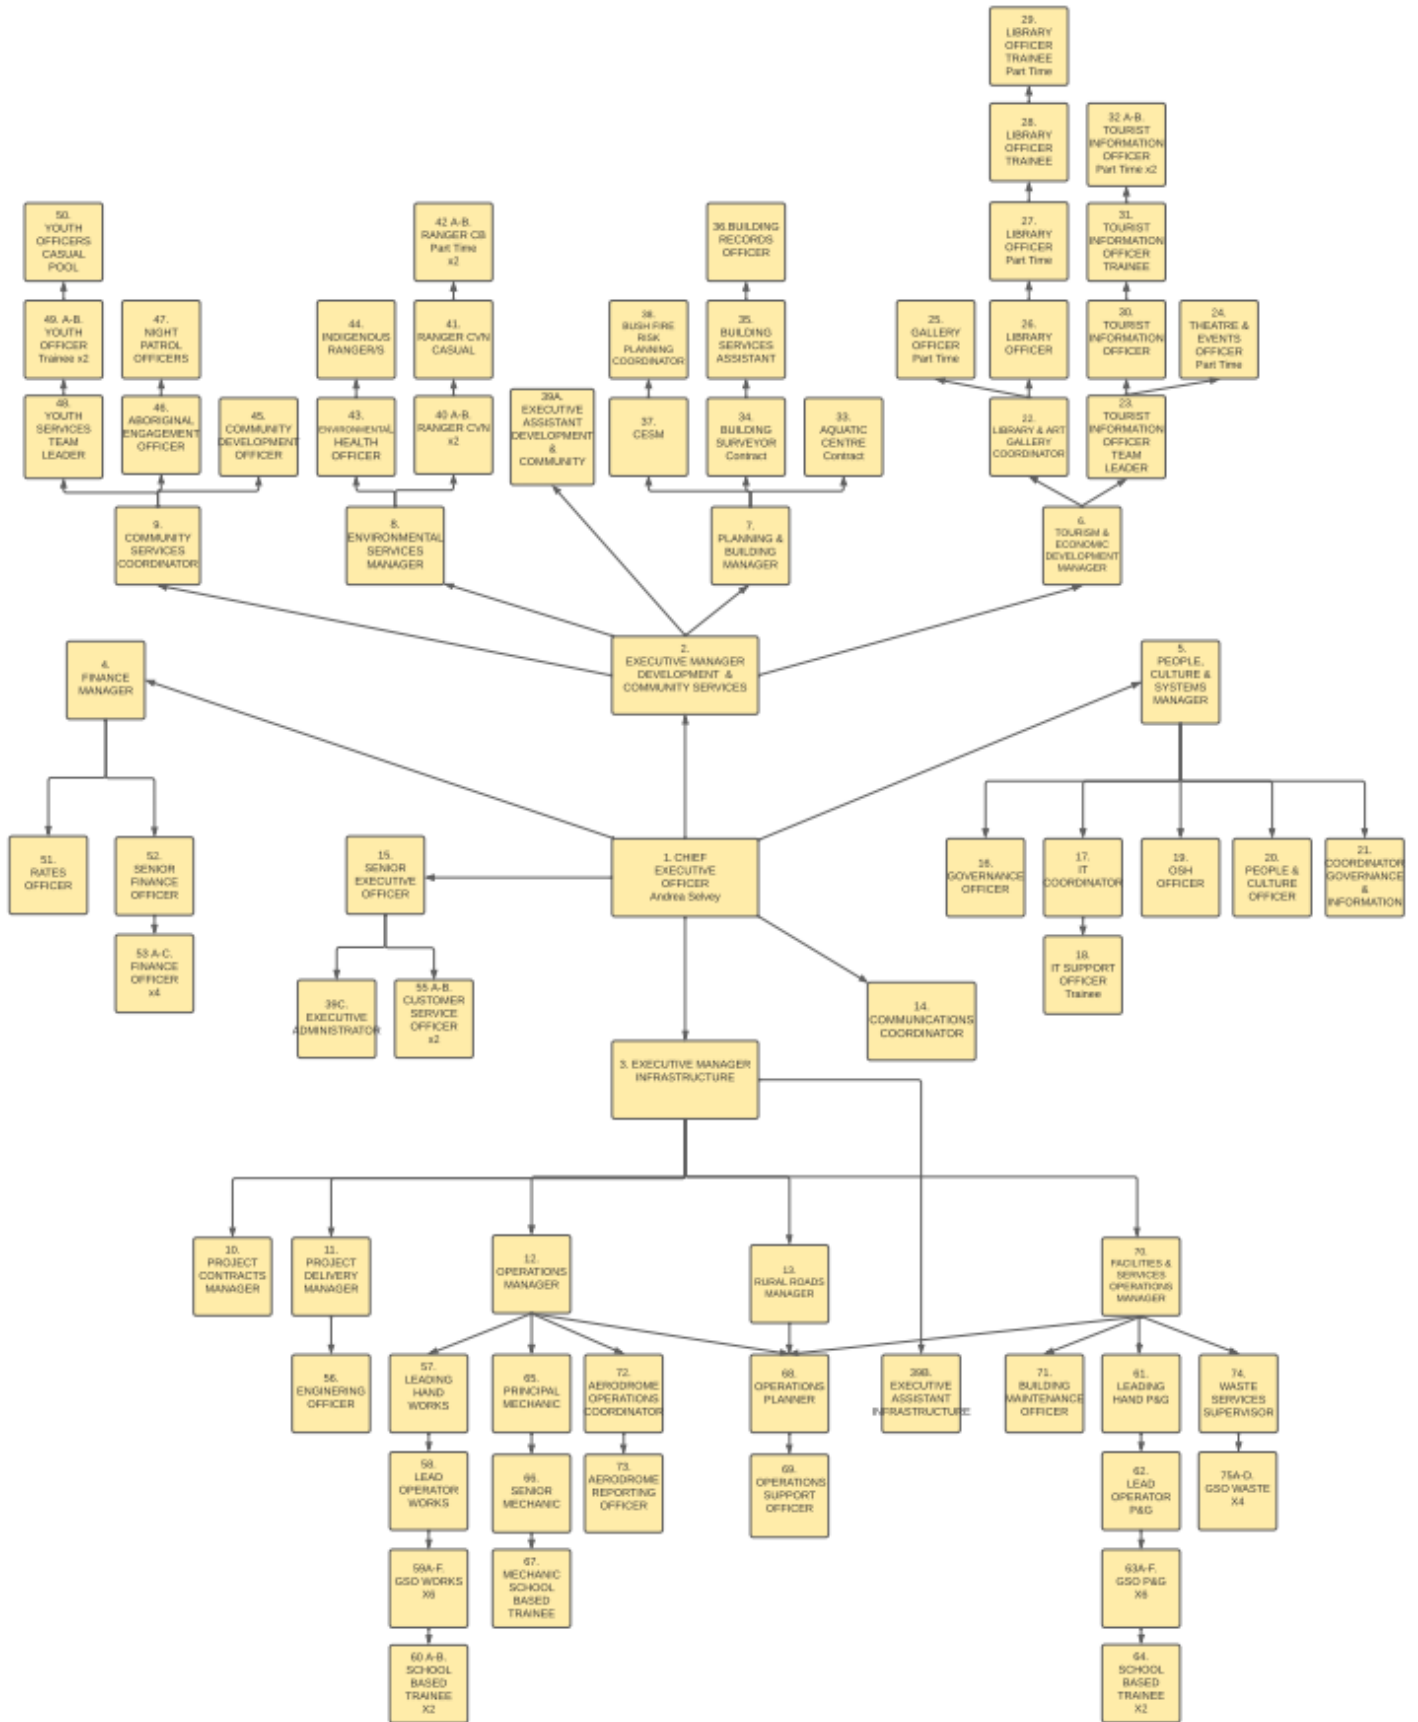 29.
LIBRARY
OFFICER
TRAINEE
Part Time
28.
LIBRARY
OFFICER
TRAINEE
32 A-B.
TOURIST
INFORMATION
OFFICER
Part Time x2
50.
YOUTH
OFFICERS
CASUAL
POOL
42 A-B.
RANGER CB
Part Time
x2
36.BUILDING
RECORDS
OFFICER
27.
LIBRARY
OFFICER
Part Time
31.
TOURIST
INFORMATION
OFFICER
TRAINEE
49. A-B.
YOUTH
OFFICER
Trainee x2
47.
NIGHT
PATROL
OFFICERS
44.
INDIGENOUS
RANGER/S
41.
RANGER CVN
CASUAL
38.
BUSH FIRE
RISK
PLANNING
COORDINATOR
35.
BUILDING
SERVICES
ASSISTANT
25.
GALLERY
OFFICER
Part Time
26.
LIBRARY
OFFICER
30.
TOURIST
INFORMATION
OFFICER
24.
THEATRE &
EVENTS
OFFICER
Part Time
48.
YOUTH
SERVICES
TEAM
LEADER
46.
ABORIGINAL
ENGAGEMENT
OFFICER
45.
COMMUNITY
DEVELOPMENT
OFFICER
43.
ENVIRONMENTAL
HEALTH
OFFICER
40 A-B.
RANGER CVN
x2
39A.
EXECUTIVE
ASSISTANT
DEVELOPMENT
&
COMMUNITY
37.
CESM
34.
BUILDING
SURVEYOR
Contract
33.
AQUATIC
CENTRE
Contract
22.
LIBRARY & ART
GALLERY
COORDINATOR
23.
TOURIST
INFORMATION
OFFICER
TEAM
LEADER
9.
COMMUNITY
SERVICES
COORDINATOR
8.
ENVIRONMENTAL
SERVICES
MANAGER
7.
PLANNING &
BUILDING
MANAGER
6.
TOURISM &
ECONOMIC
DEVELOPMENT
MANAGER
4.
FINANCE
MANAGER
2.
EXECUTIVE MANAGER
DEVELOPMENT &
COMMUNITY SERVICES
5.
PEOPLE,
CULTURE &
SYSTEMS
MANAGER
51.
RATES
OFFICER
52.
SENIOR
FINANCE
OFFICER
15.
SENIOR
EXECUTIVE
OFFICER
1. CHIEF
EXECUTIVE
OFFICER
Andrea Selvey
16.
GOVERNANCE
OFFICER
17.
IT
COORDINATOR
19.
OSH
OFFICER
20.
PEOPLE &
CULTURE
OFFICER
21.
COORDINATOR
GOVERNANCE
&
INFORMATION
53 A-C.
FINANCE
OFFICER
x4
39C.
EXECUTIVE
ADMINISTRATOR
55 A-B.
CUSTOMER
SERVICE
OFFICER
x2
14.
COMMUNICATIONS
COORDINATOR
18.
IT SUPPORT
OFFICER
Trainee
3. EXECUTIVE MANAGER
INFRASTRUCTURE
10.
PROJECT
CONTRACTS
MANAGER
11.
PROJECT
DELIVERY
MANAGER
12.
OPERATIONS
MANAGER
13.
RURAL ROADS
MANAGER
70.
FACILITIES &
SERVICES
OPERATIONS
MANAGER
56.
ENGINERING
OFFICER
57.
LEADING
HAND
WORKS
65.
PRINCIPAL
MECHANIC
72.
AERODROME
OPERATIONS
COORDINATOR
68.
OPERATIONS
PLANNER
39B.
EXECUTIVE
ASSISTANT
INFRASTRUCTURE
71.
BUILDING
MAINTENANCE
OFFICER
61.
LEADING
HAND P&G
74.
WASTE
SERVICES
SUPERVISOR
58.
LEAD
OPERATOR
WORKS
66.
SENIOR
MECHANIC
73.
AERODROME
REPORTING
OFFICER
69.
OPERATIONS
SUPPORT
OFFICER
62.
LEAD
OPERATOR
P&G
75A-D.
GSO WASTE
X4
59A-F.
GSO WORKS
X6
67.
MECHANIC
SCHOOL
BASED
TRAINEE
63A-F.
GSO P&G
X6
60 A-B.
SCHOOL
BASED
TRAINEE
X2
64.
SCHOOL
BASED
TRAINEE
X2